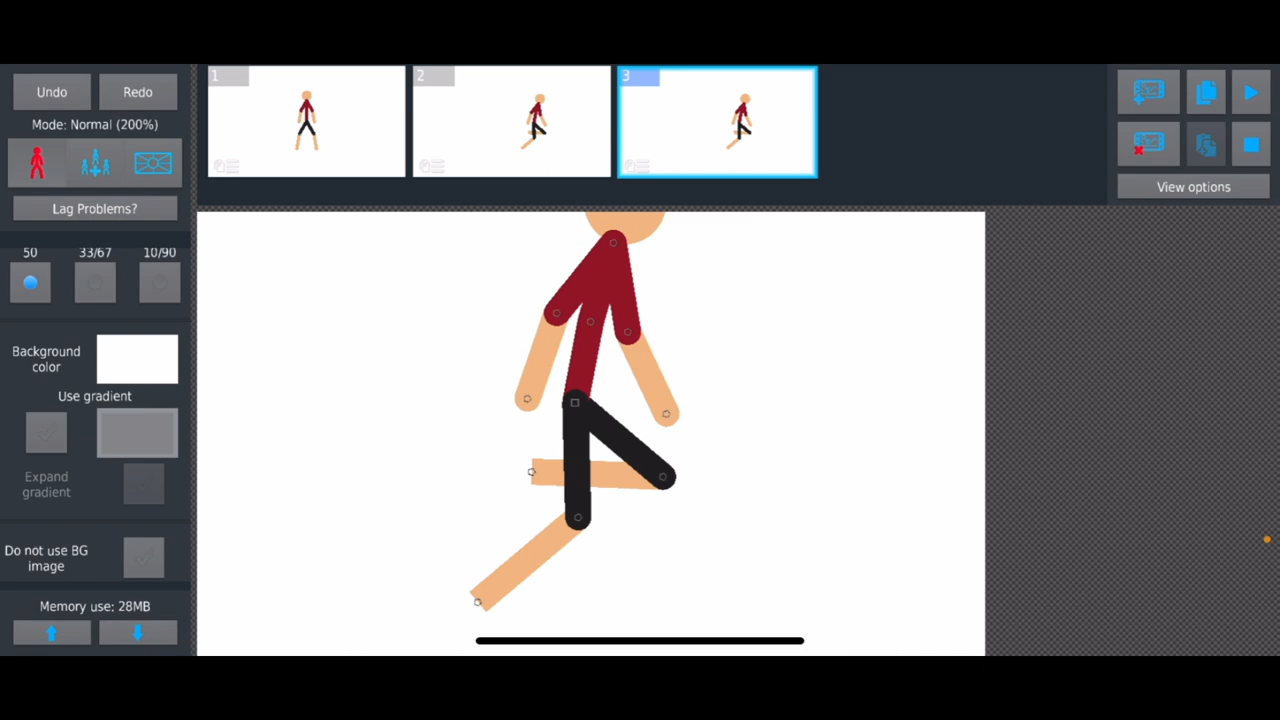 Undo
Redo
Mode: Normal (200%)
Lag Problems?
50
33/67
10/90
Background
color
Use gradient
Expand
gradient
Do not use BG
image
Memory use: 28MB
1
2
3
View options